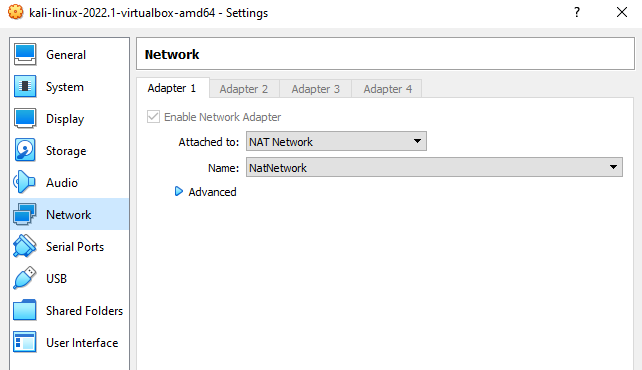 kali-linux-2022.1-virtualbox-amd64 - Settings
?
General
System
Display
Storage
Audio
Network
Serial Ports
USB
Shared Folders
User Interface
Network
Adapter 1 Adapter 2 Adapter 3 Adapter 4
Enable Network Adapter
Attached to: NAT Network
Name: NatNetwork
Advanced